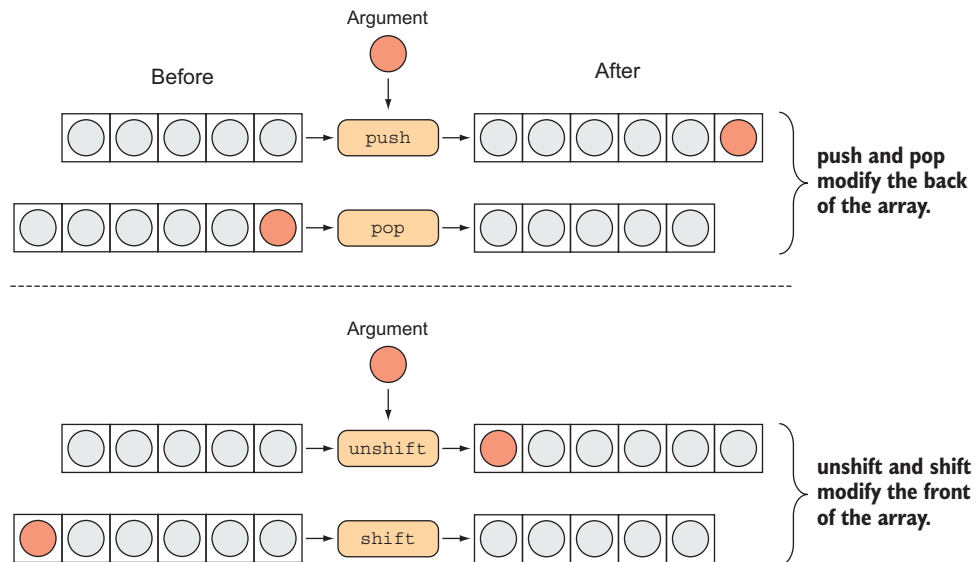 Argument
Before
After
push
push and pop
modify the back
of the array.
pop
Argument
unshift
unshift and shift
modify the front
of the array.
shift